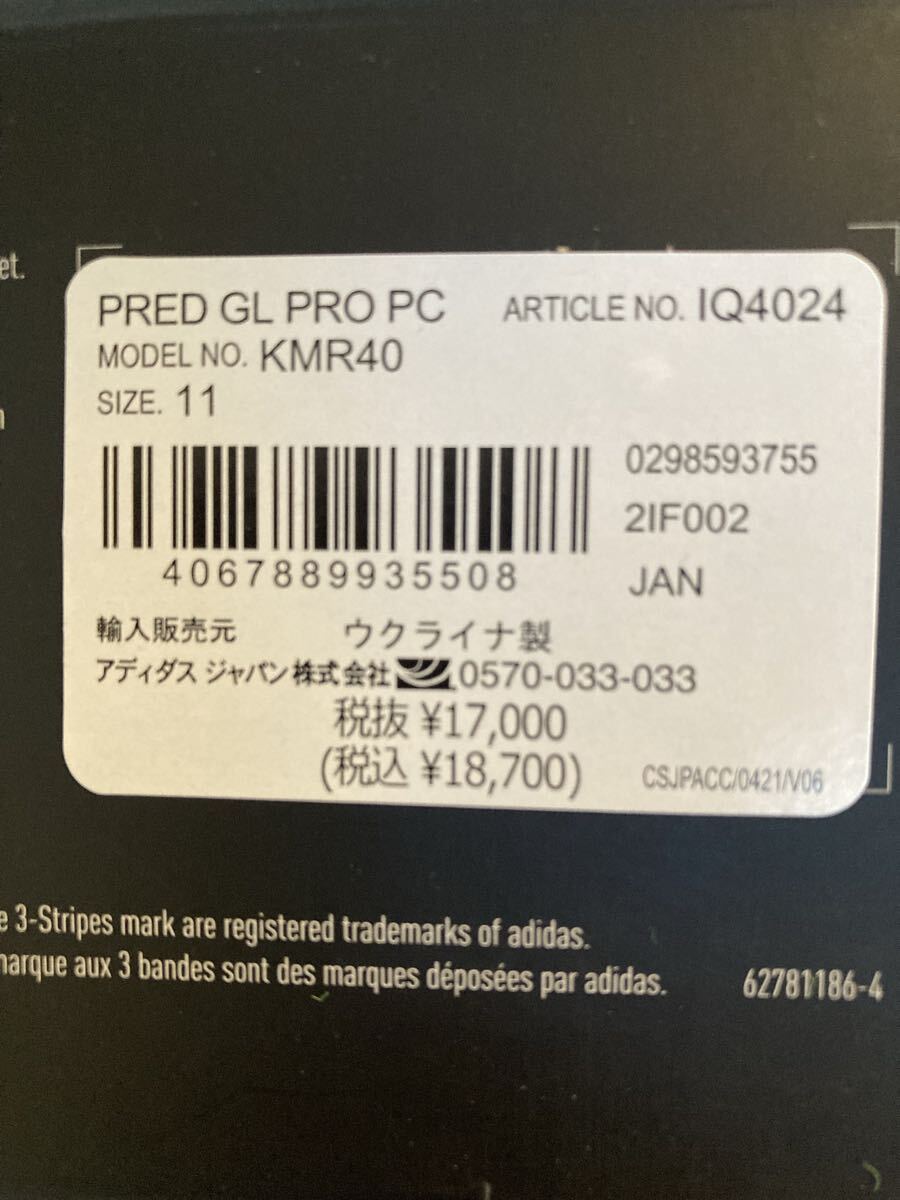 et.
PRED GL PRO PC ARTICLE NO. IQ4024
MODEL NO. KMR40
SIZE. 11
0298593755
2IF002
4067889935508 JAN
輸入販売元 ウクライナ製
アディダス ジャパン株式会社 0570-033-033
税抜 ¥17,000
(税込 ¥18,700) CSJPACC/0421/V06
e 3-Stripes mark are registered trademarks of adidas.
marque aux 3 bandes sont des marques déposées par adidas. 62781186-4